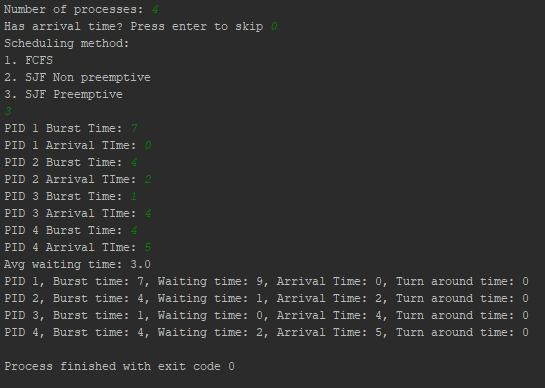 Number of processes: 4
Has arrival time? Press enter to skip 0
Scheduling method:
1. FCFS
2. SJF Non preemptive
3. SJF Preemptive
3
PID 1 Burst Time: 7
PID 1 Arrival TIme: 0
PID 2 Burst Time: 4
PID 2 Arrival TIme: 2
PID 3 Burst Time: 1
PID 3 Arrival TIme: 4
PID 4 Burst Time: 4
PID 4 Arrival TIme: 5
Avg waiting time: 3.0
PID 1, Burst time: 7, Waiting time: 9, Arrival Time: 0, Turn around time: 0
PID 2, Burst time: 4, Waiting time: 1, Arrival Time: 2, Turn around time: 0
PID 3, Burst time: 1, Waiting time: 0, Arrival Time: 4, Turn around time: 0
PID 4, Burst time: 4, Waiting time: 2, Arrival Time: 5, Turn around time: 0
Process finished with exit code 0